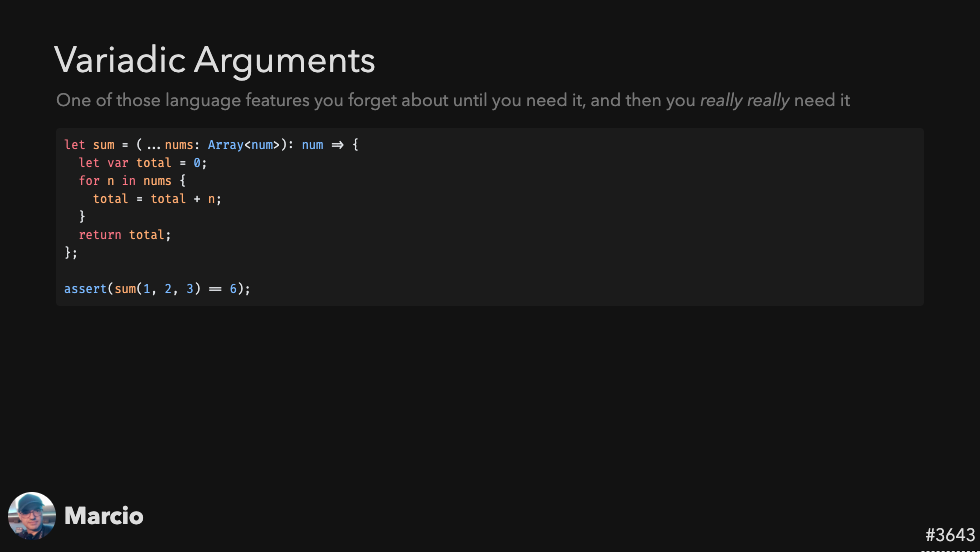 Variadic Arguments
One of those language features you forget about until you need it, and then you really really need it
let sum = (...nums: Array<num>): num => {
  let var total = 0;
  for n in nums {
    total = total + n;
  }
  return total;
};
assert(sum(1, 2, 3) == 6);
Marcio
#3643